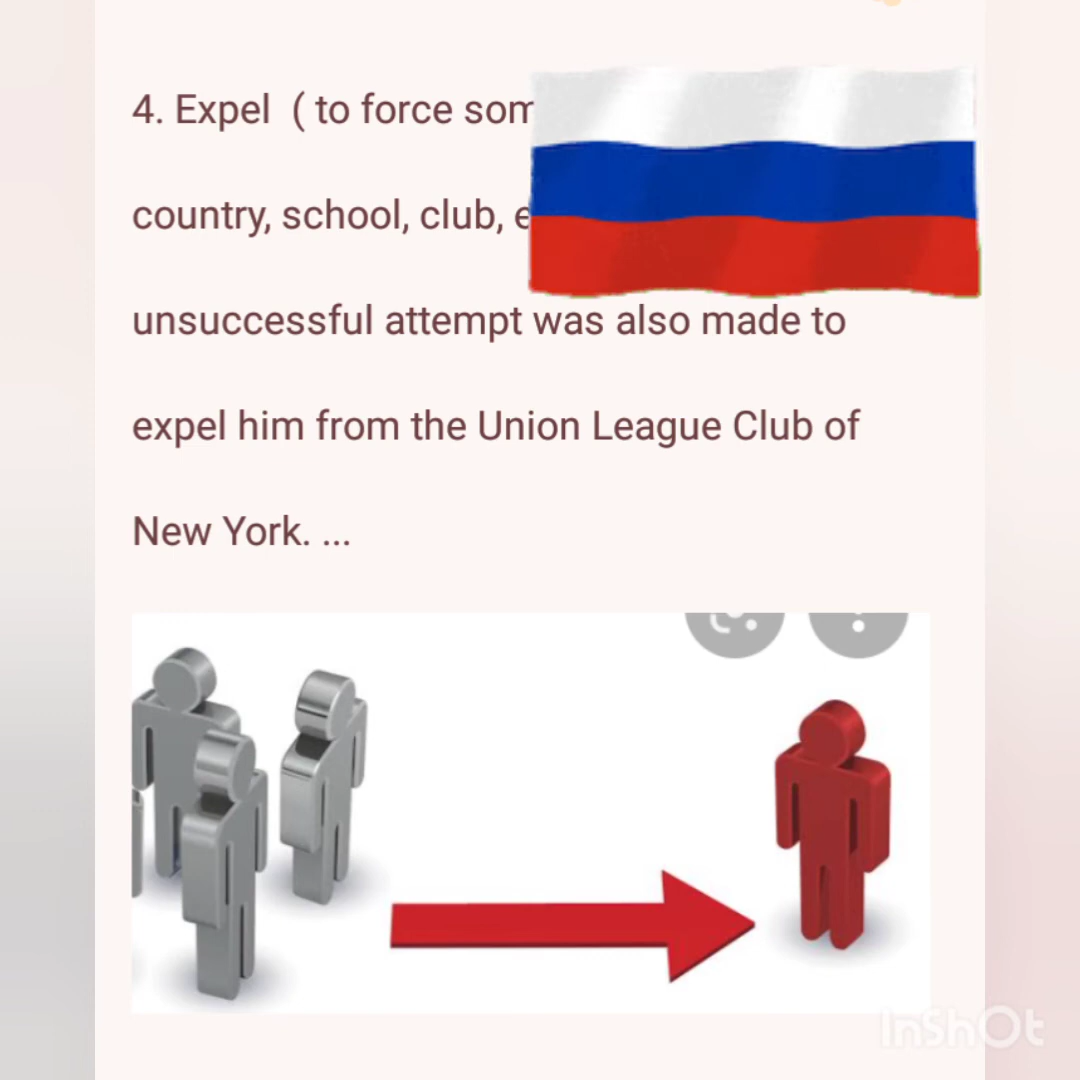 4. Expel ( to force som
country, school, club, e
unsuccessful attempt was also made to
expel him from the Union League Club of
New York. ...
InShOt